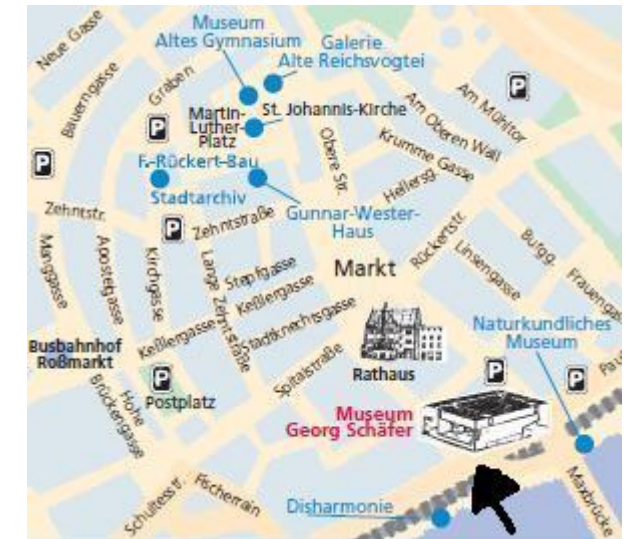 Museum
Altes Gymnasium
Galerie
Alte Reichsvogtei
Neue Gasse
Bauerngasse
Graben
Martin-
Luther-
Platz
St. Johannis-Kirche
Am Mühltor
Am Oberen Wall
Krumme Gasse
Obere Str.
Hellersg.
P
P
P
F.-Rückert-Bau
Stadtarchiv
Gunnar-Wester-
Haus
Zehntstr.
P
Zehntstraße
Rückertstr.
Linsengasse
Burgg.
Frauengas
Manggasse
Apostelgasse
Kirchgasse
Lange Zehntstraße
Stepfgasse
Keßlergasse
Markt
Keßlergasse
Stadtknechtsgasse
Spitalstraße
Naturkundliches
Museum
Busbahnhof
Roßmarkt
Rathaus
P
P
P
Pau
Hohe
Brückengasse
Postplatz
Museum
Georg Schäfer
Schultesstr.
Fischerrain
Disharmonie
Maxbrücke